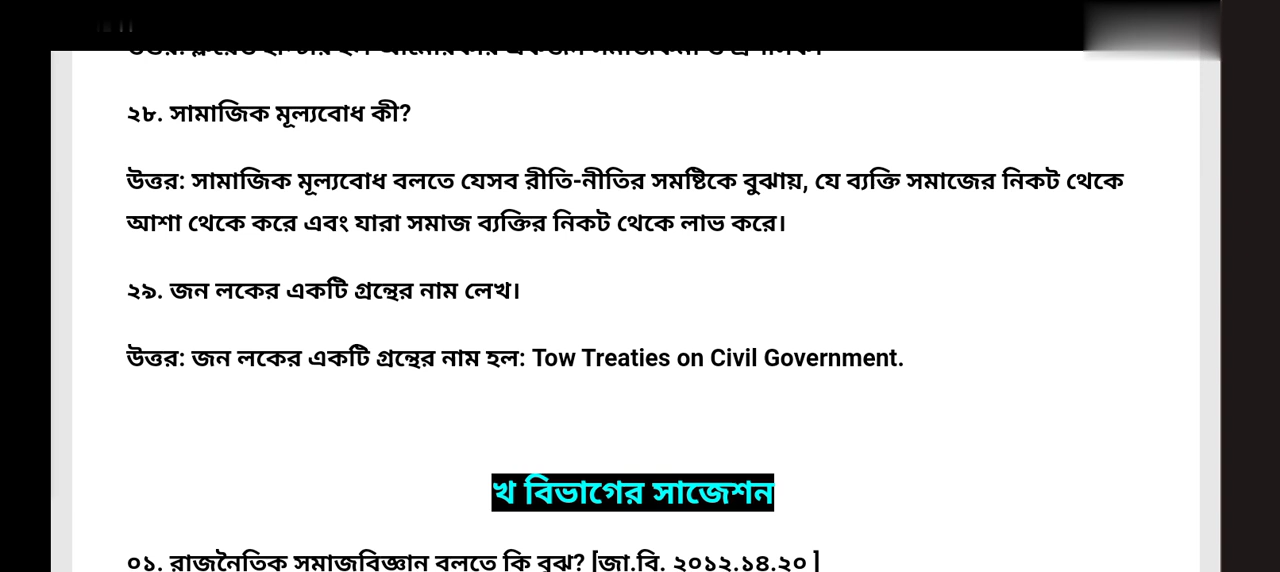 ২৮. সামাজিক মূল্যবোধ কী?
উত্তর: সামাজিক মূল্যবোধ বলতে যেসব রীতি-নীতির সমষ্টিকে বুঝায়, যে ব্যক্তি সমাজের নিকট থেকে
আশা থেকে করে এবং যারা সমাজ ব্যক্তির নিকট থেকে লাভ করে।
২৯. জন লকের একটি গ্রন্থের নাম লেখ।
উত্তর: জন লকের একটি গ্রন্থের নাম হল: Tow Treaties on Civil Government.
খ বিভাগের সাজেশন
০১. রাজনৈতিক সমাজবিজ্ঞান বলতে কি বুঝ? [জা.বি. ২০১২.১৪.২০ ]